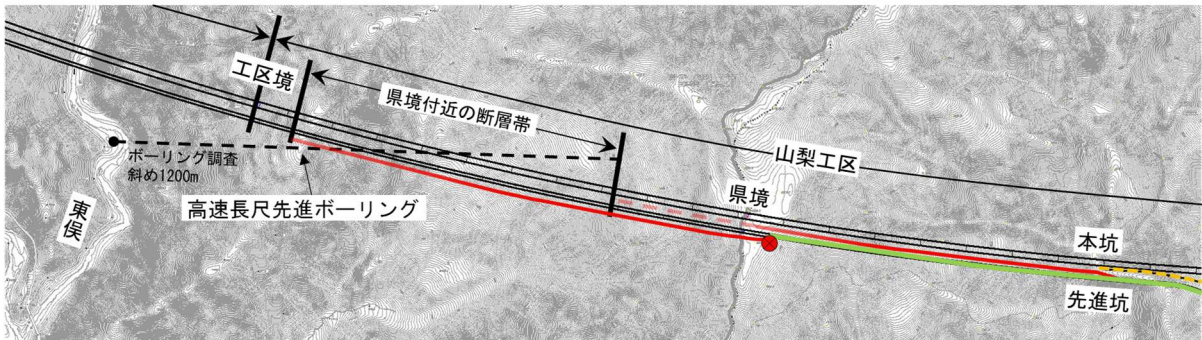 工区境
県境付近の断層帯
山梨工区
ボーリング調査
斜め1200m
高速長尺先進ボーリング
東俣
県境
本坑
先進坑